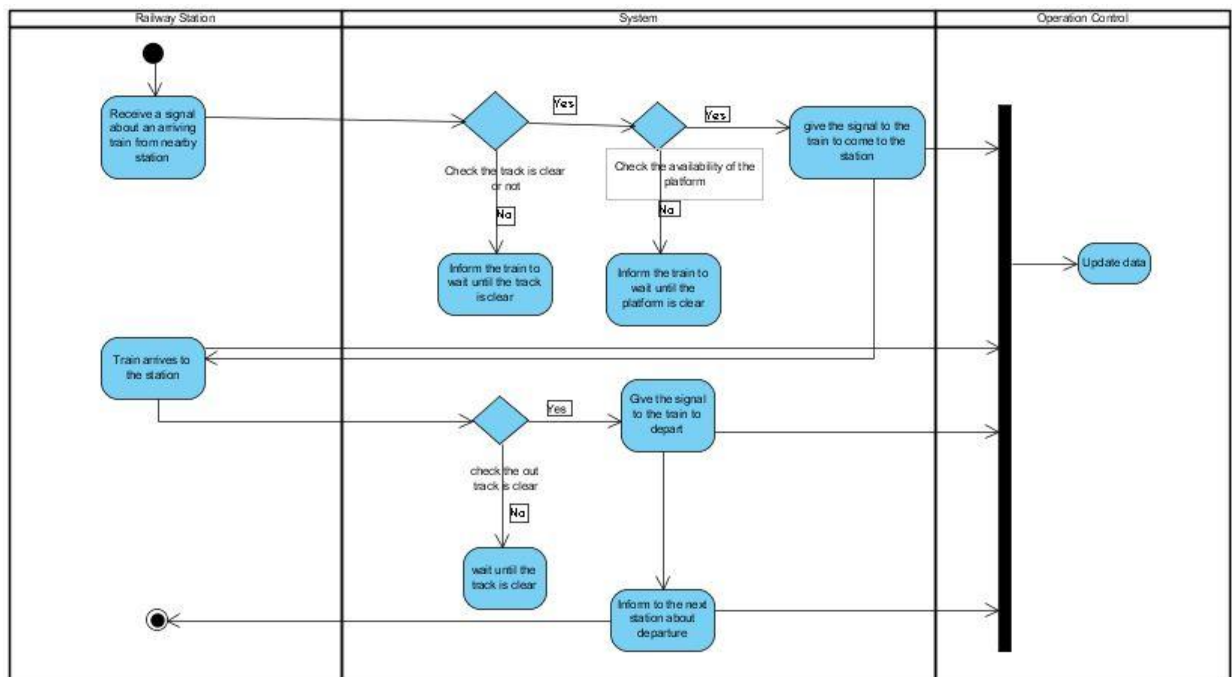 Railway Station
System
Operation Control
Receive a signal
about an arriving
train from nearby
station
Yes
Yes
give the signal to the
train to come to the
station
Check the track is clear
or not
Check the availability of the
platform
No
No
Inform the train to
wait until the track
is clear
Inform the train to
wait until the
platform is clear
Update data
Train arrives to
the station
Yes
Give the signal
to the train to
depart
check the out
track is clear
No
wait until the
track is clear
Inform to the next
station about
departure